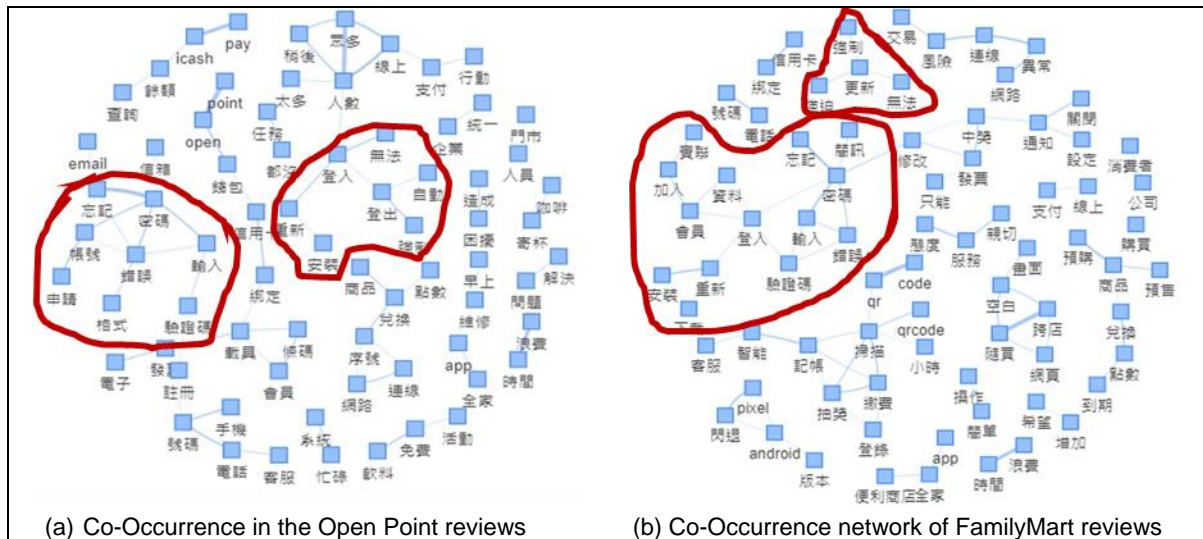 pay
icash
餘額
查詢
眾多
稍後
線上
太多
人數
支付
行動
point
open
任務
錢包
都沒
統一
企業
門市
人員
email
信箱
無法
登入
自動
登出
重新
安裝
忘記
密碼
帳號
錯誤
輸入
申請
格式
驗證碼
造成
困擾
咖啡
寄杯
早上
維修
解決
問題
浪費
時間
綁定
商品
點數
兌換
序號
連線
網路
電子
載具
條碼
會員
註冊
app
全家
手機
號碼
電話
客服
系統
忙碌
免費
飲料
活動
(a) Co-Occurrence in the Open Point reviews
強制
更新
無法
信用卡
綁定
號碼
電話
交易
風險
連線
異常
網路
實聯
忘記
簡訊
加入
資料
密碼
會員
登入
輸入
錯誤
安裝
重新
驗證碼
修改
中獎
發票
通知
關閉
設定
只能
消費者
公司
支付
線上
態度
親切
服務
購買
預購
商品
預售
畫面
空白
跨店
隨買
網頁
兌換
點數
到期
code
qr
qrcode
掃描
小時
客服
智能
記帳
抽獎
繳費
登錄
pixel
閃退
android
版本
操作
簡單
希望
增加
app
便利商店
全家
浪費
時間
(b) Co-Occurrence network of FamilyMart reviews